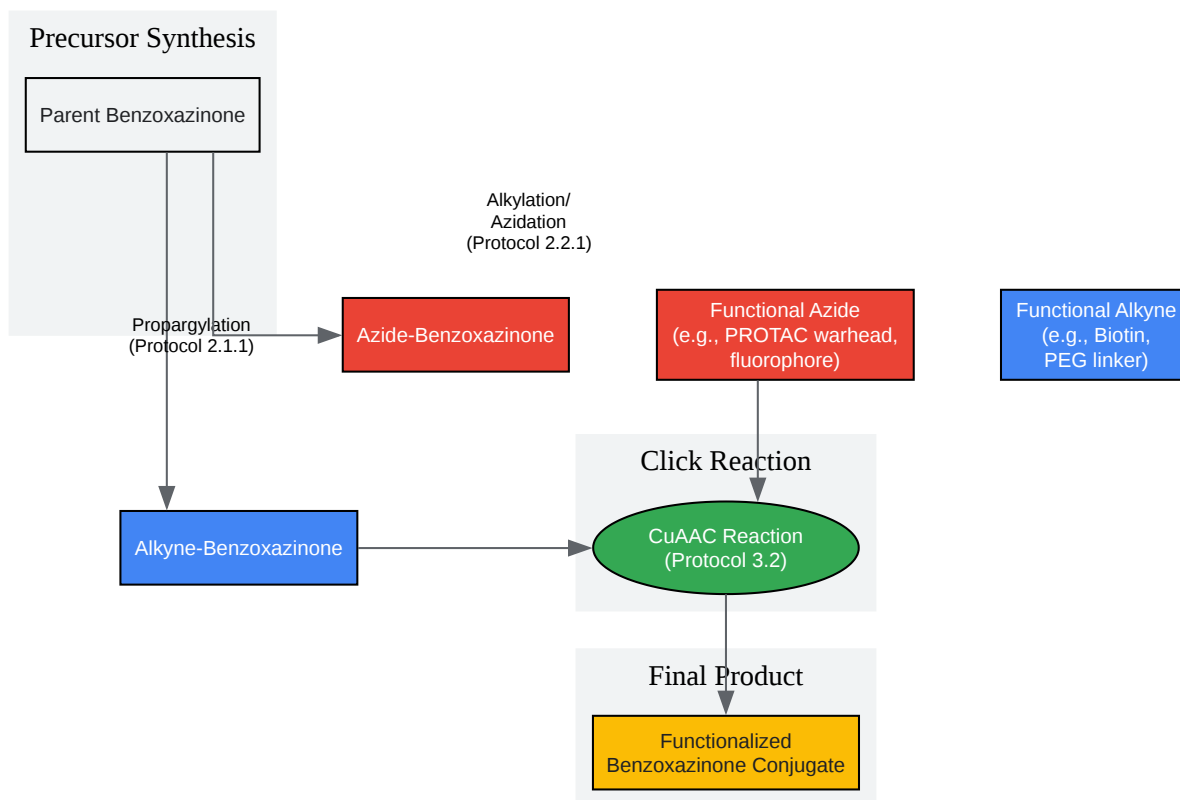 Precursor Synthesis
Parent Benzoxazinone
Alkylation/
Azidation
(Protocol 2.2.1)
Propargylation
(Protocol 2.1.1)
Azide-Benzoxazinone
Functional Azide
(e.g., PROTAC warhead,
fluorophore)
Functional Alkyne
(e.g., Biotin,
PEG linker)
Click Reaction
Alkyne-Benzoxazinone
CuAAC Reaction
(Protocol 3.2)
Final Product
Functionalized
Benzoxazinone Conjugate